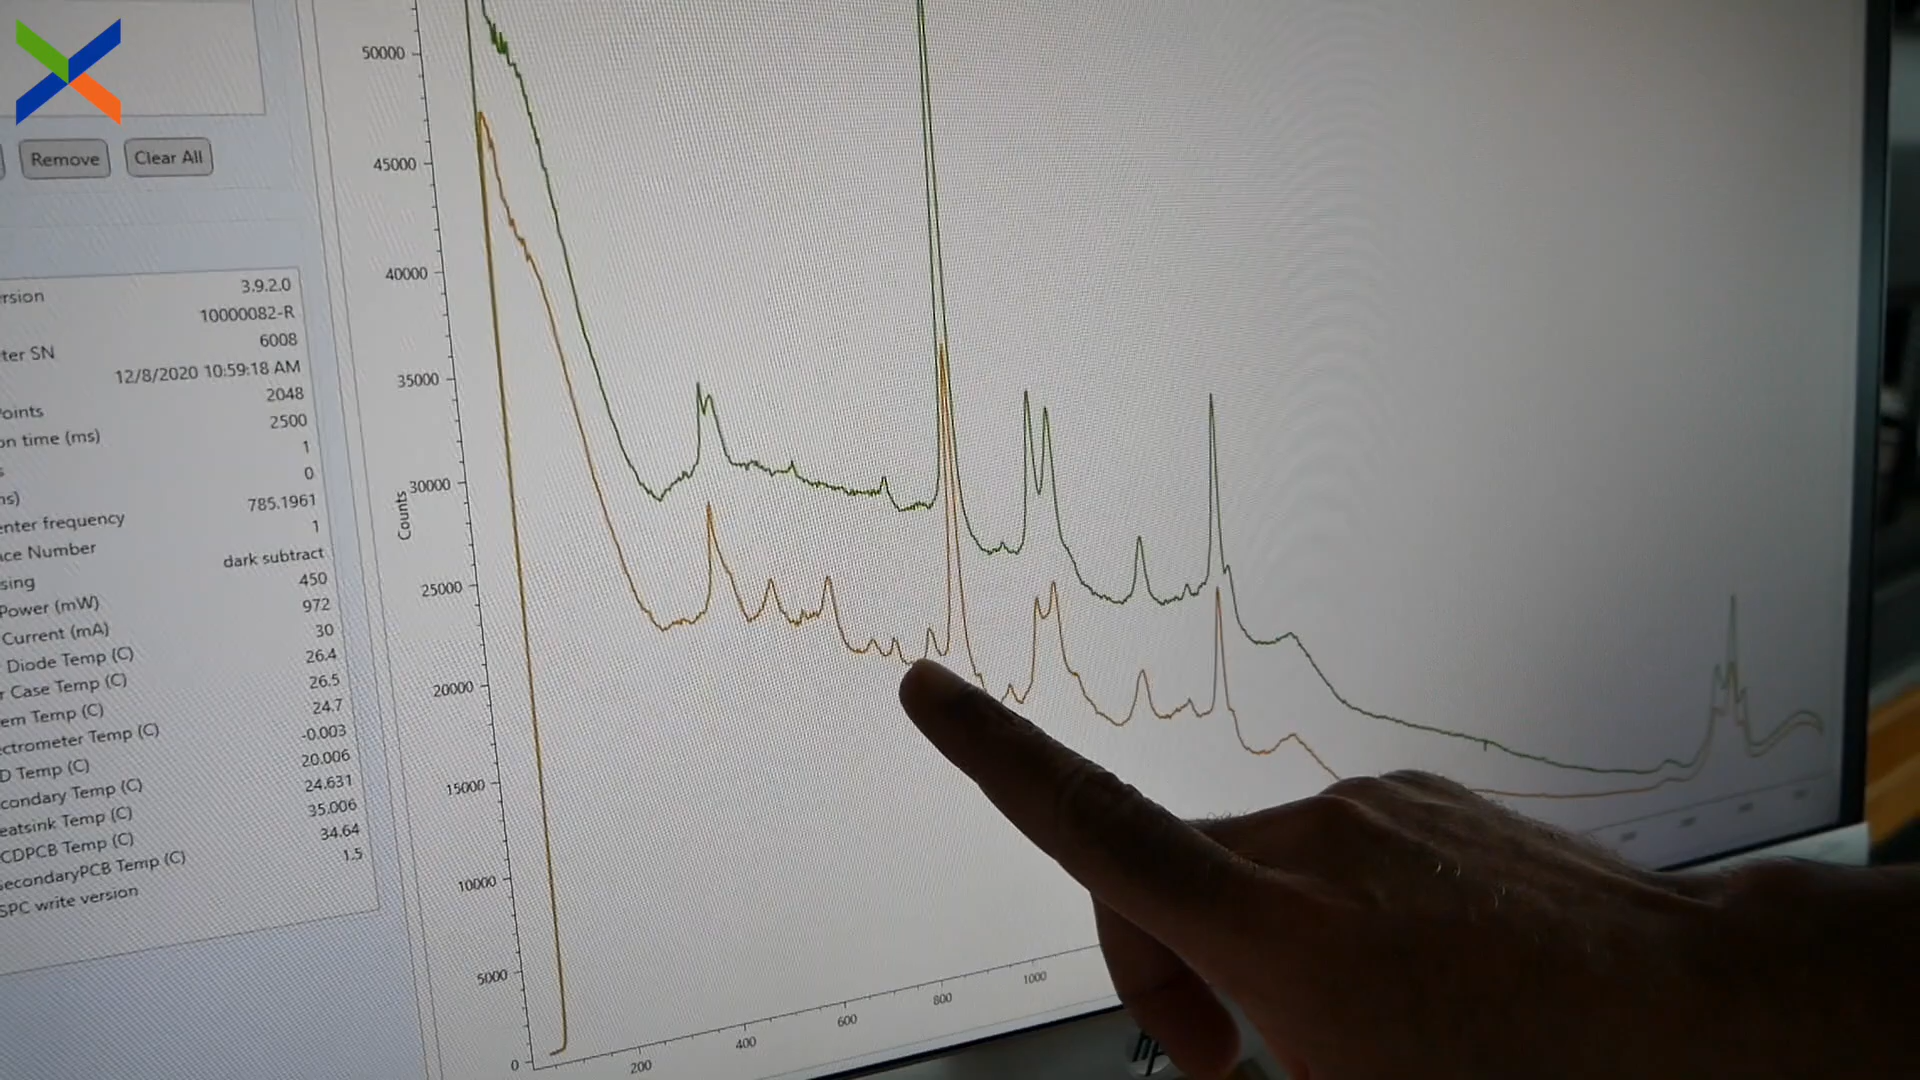 Remove
Clear All
rsion 3.9.2.0
10000082-R
ter SN 6008
12/8/2020 10:59:18 AM
oints 2048
on time (ms) 2500
1
ns) 0
enter frequency 785.1961
ce Number 1
sing dark subtract
Power (mW) 450
Current (mA) 972
Diode Temp (C) 30
r Case Temp (C) 26.4
em Temp (C) 26.5
ectrometer Temp (C) 24.7
D Temp (C) -0.003
condary Temp (C) 20.006
eatsink Temp (C) 24.631
CDPCB Temp (C) 35.006
SecondaryPCB Temp (C) 34.64
SPC write version 1.5
Counts
50000
45000
40000
35000
30000
25000
20000
15000
10000
5000
0
200
400
600
800
1000
hp